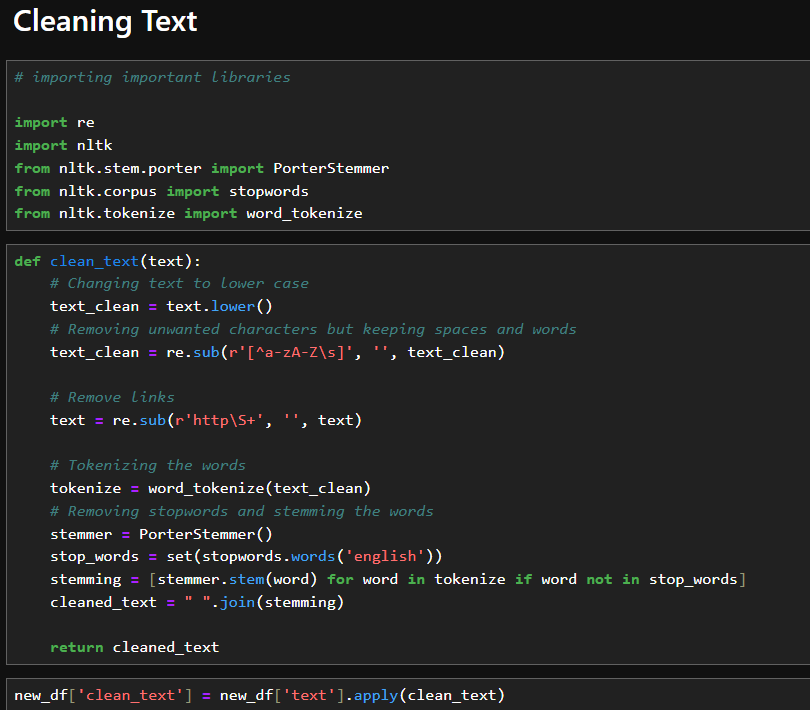 Cleaning Text
# importing important libraries
import re
import nltk
from nltk.stem.porter import PorterStemmer
from nltk.corpus import stopwords
from nltk.tokenize import word_tokenize
def clean_text(text):
    # Changing text to lower case
    text_clean = text.lower()
    # Removing unwanted characters but keeping spaces and words
    text_clean = re.sub(r'[^a-zA-Z\s]', '', text_clean)
    # Remove links
    text = re.sub(r'http\S+', '', text)
    # Tokenizing the words
    tokenize = word_tokenize(text_clean)
    # Removing stopwords and stemming the words
    stemmer = PorterStemmer()
    stop_words = set(stopwords.words('english'))
    stemming = [stemmer.stem(word) for word in tokenize if word not in stop_words]
    cleaned_text = " ".join(stemming)
    return cleaned_text
new_df['clean_text'] = new_df['text'].apply(clean_text)